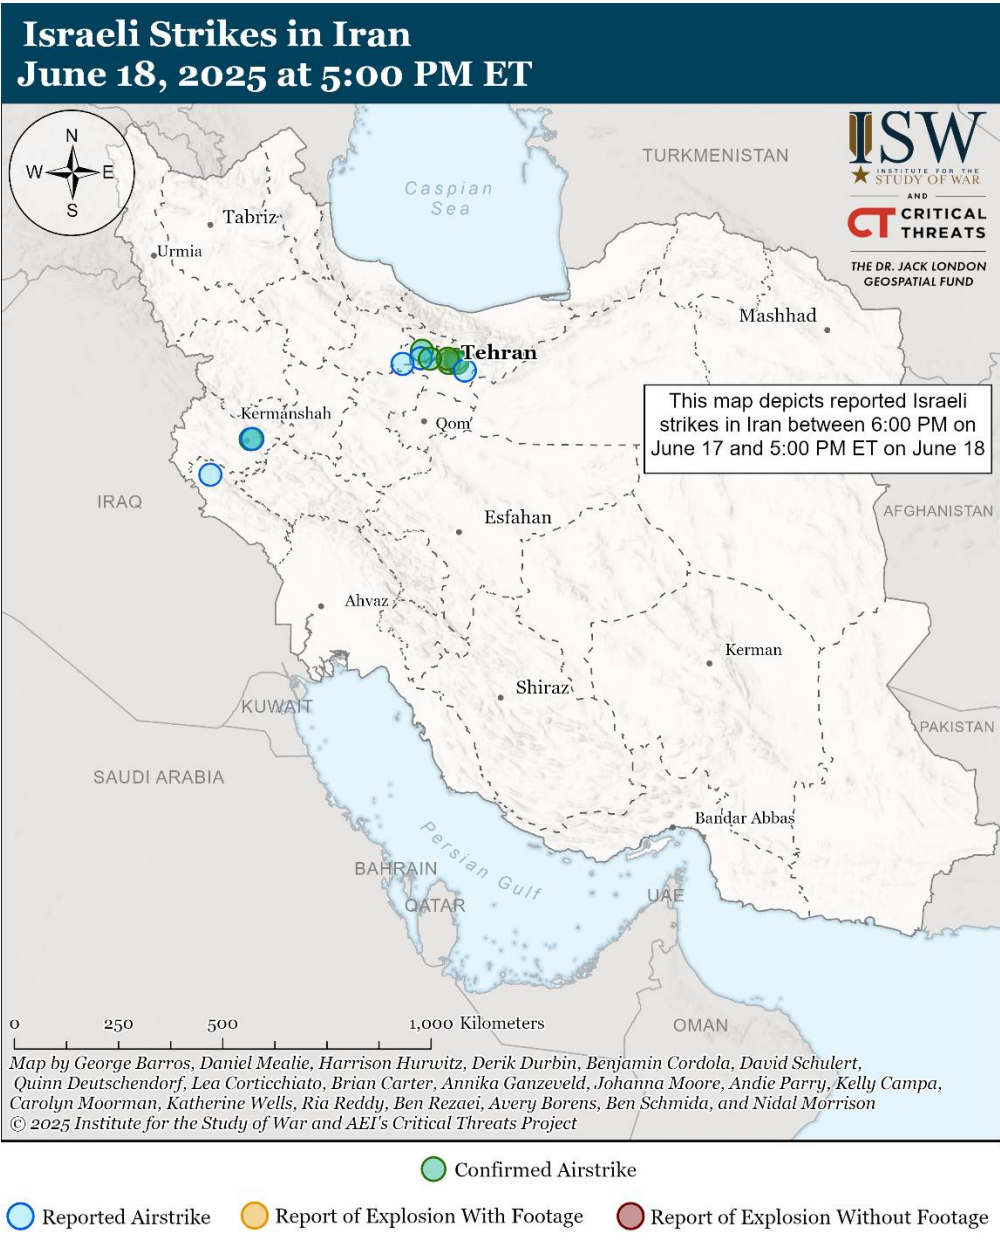 Israeli Strikes in Iran
June 18, 2025 at 5:00 PM ET
N
W
E
S
Caspian
Sea
TURKMENISTAN
ISW
INSTITUTE FOR THE
STUDY OF WAR
AND
CT CRITICAL
THREATS
THE DR. JACK LONDON
GEOSPATIAL FUND
Tabriz
Urmia
Mashhad
Tehran
This map depicts reported Israeli
strikes in Iran between 6:00 PM on
June 17 and 5:00 PM ET on June 18
Kermanshah
Qom
IRAQ
Esfahan
AFGHANISTAN
Ahvaz
Kerman
Shiraz
KUWAIT
PAKISTAN
SAUDI ARABIA
Bandar Abbas
Persian Gulf
BAHRAIN
QATAR
UAE
OMAN
0 250 500 1,000 Kilometers
Map by George Barros, Daniel Mealie, Harrison Hurwitz, Derik Durbin, Benjamin Cordola, David Schulert,
Quinn Deutschendorf, Lea Corticchiato, Brian Carter, Annika Ganzeveld, Johanna Moore, Andie Parry, Kelly Campa,
Carolyn Moorman, Katherine Wells, Ria Reddy, Ben Rezaei, Avery Borens, Ben Schmida, and Nidal Morrison
© 2025 Institute for the Study of War and AEI's Critical Threats Project
Confirmed Airstrike
Reported Airstrike
Report of Explosion With Footage
Report of Explosion Without Footage